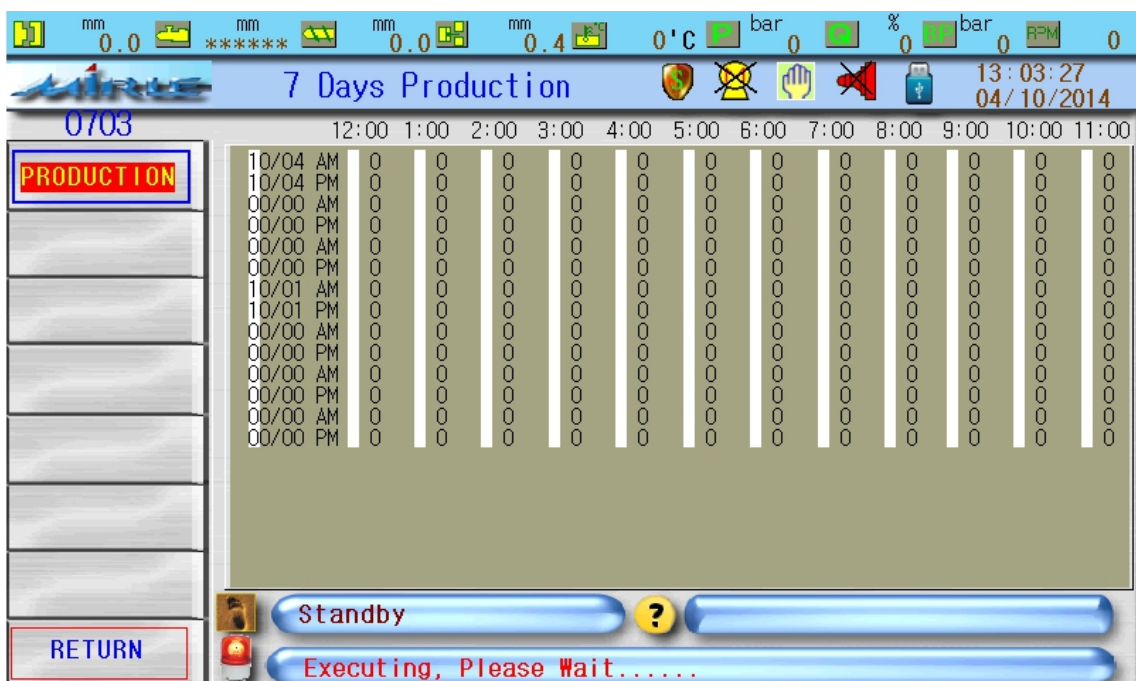 mm mm mm mm bar % bar
0.0 ****** 0.0 0.4 °C 0'C P 0 Q 0 BP 0 RPM 0
MiRLE 7 Days Production 13:03:27
04/10/2014
0703
12:00 1:00 2:00 3:00 4:00 5:00 6:00 7:00 8:00 9:00 10:00 11:00
PRODUCTION
10/04 AM 0 0 0 0 0 0 0 0 0 0 0 0
10/04 PM 0 0 0 0 0 0 0 0 0 0 0 0
00/00 AM 0 0 0 0 0 0 0 0 0 0 0 0
00/00 PM 0 0 0 0 0 0 0 0 0 0 0 0
00/00 AM 0 0 0 0 0 0 0 0 0 0 0 0
00/00 PM 0 0 0 0 0 0 0 0 0 0 0 0
10/01 AM 0 0 0 0 0 0 0 0 0 0 0 0
10/01 PM 0 0 0 0 0 0 0 0 0 0 0 0
00/00 AM 0 0 0 0 0 0 0 0 0 0 0 0
00/00 PM 0 0 0 0 0 0 0 0 0 0 0 0
00/00 AM 0 0 0 0 0 0 0 0 0 0 0 0
00/00 PM 0 0 0 0 0 0 0 0 0 0 0 0
00/00 AM 0 0 0 0 0 0 0 0 0 0 0 0
00/00 PM 0 0 0 0 0 0 0 0 0 0 0 0
Standby ?
RETURN
Executing, Please Wait......